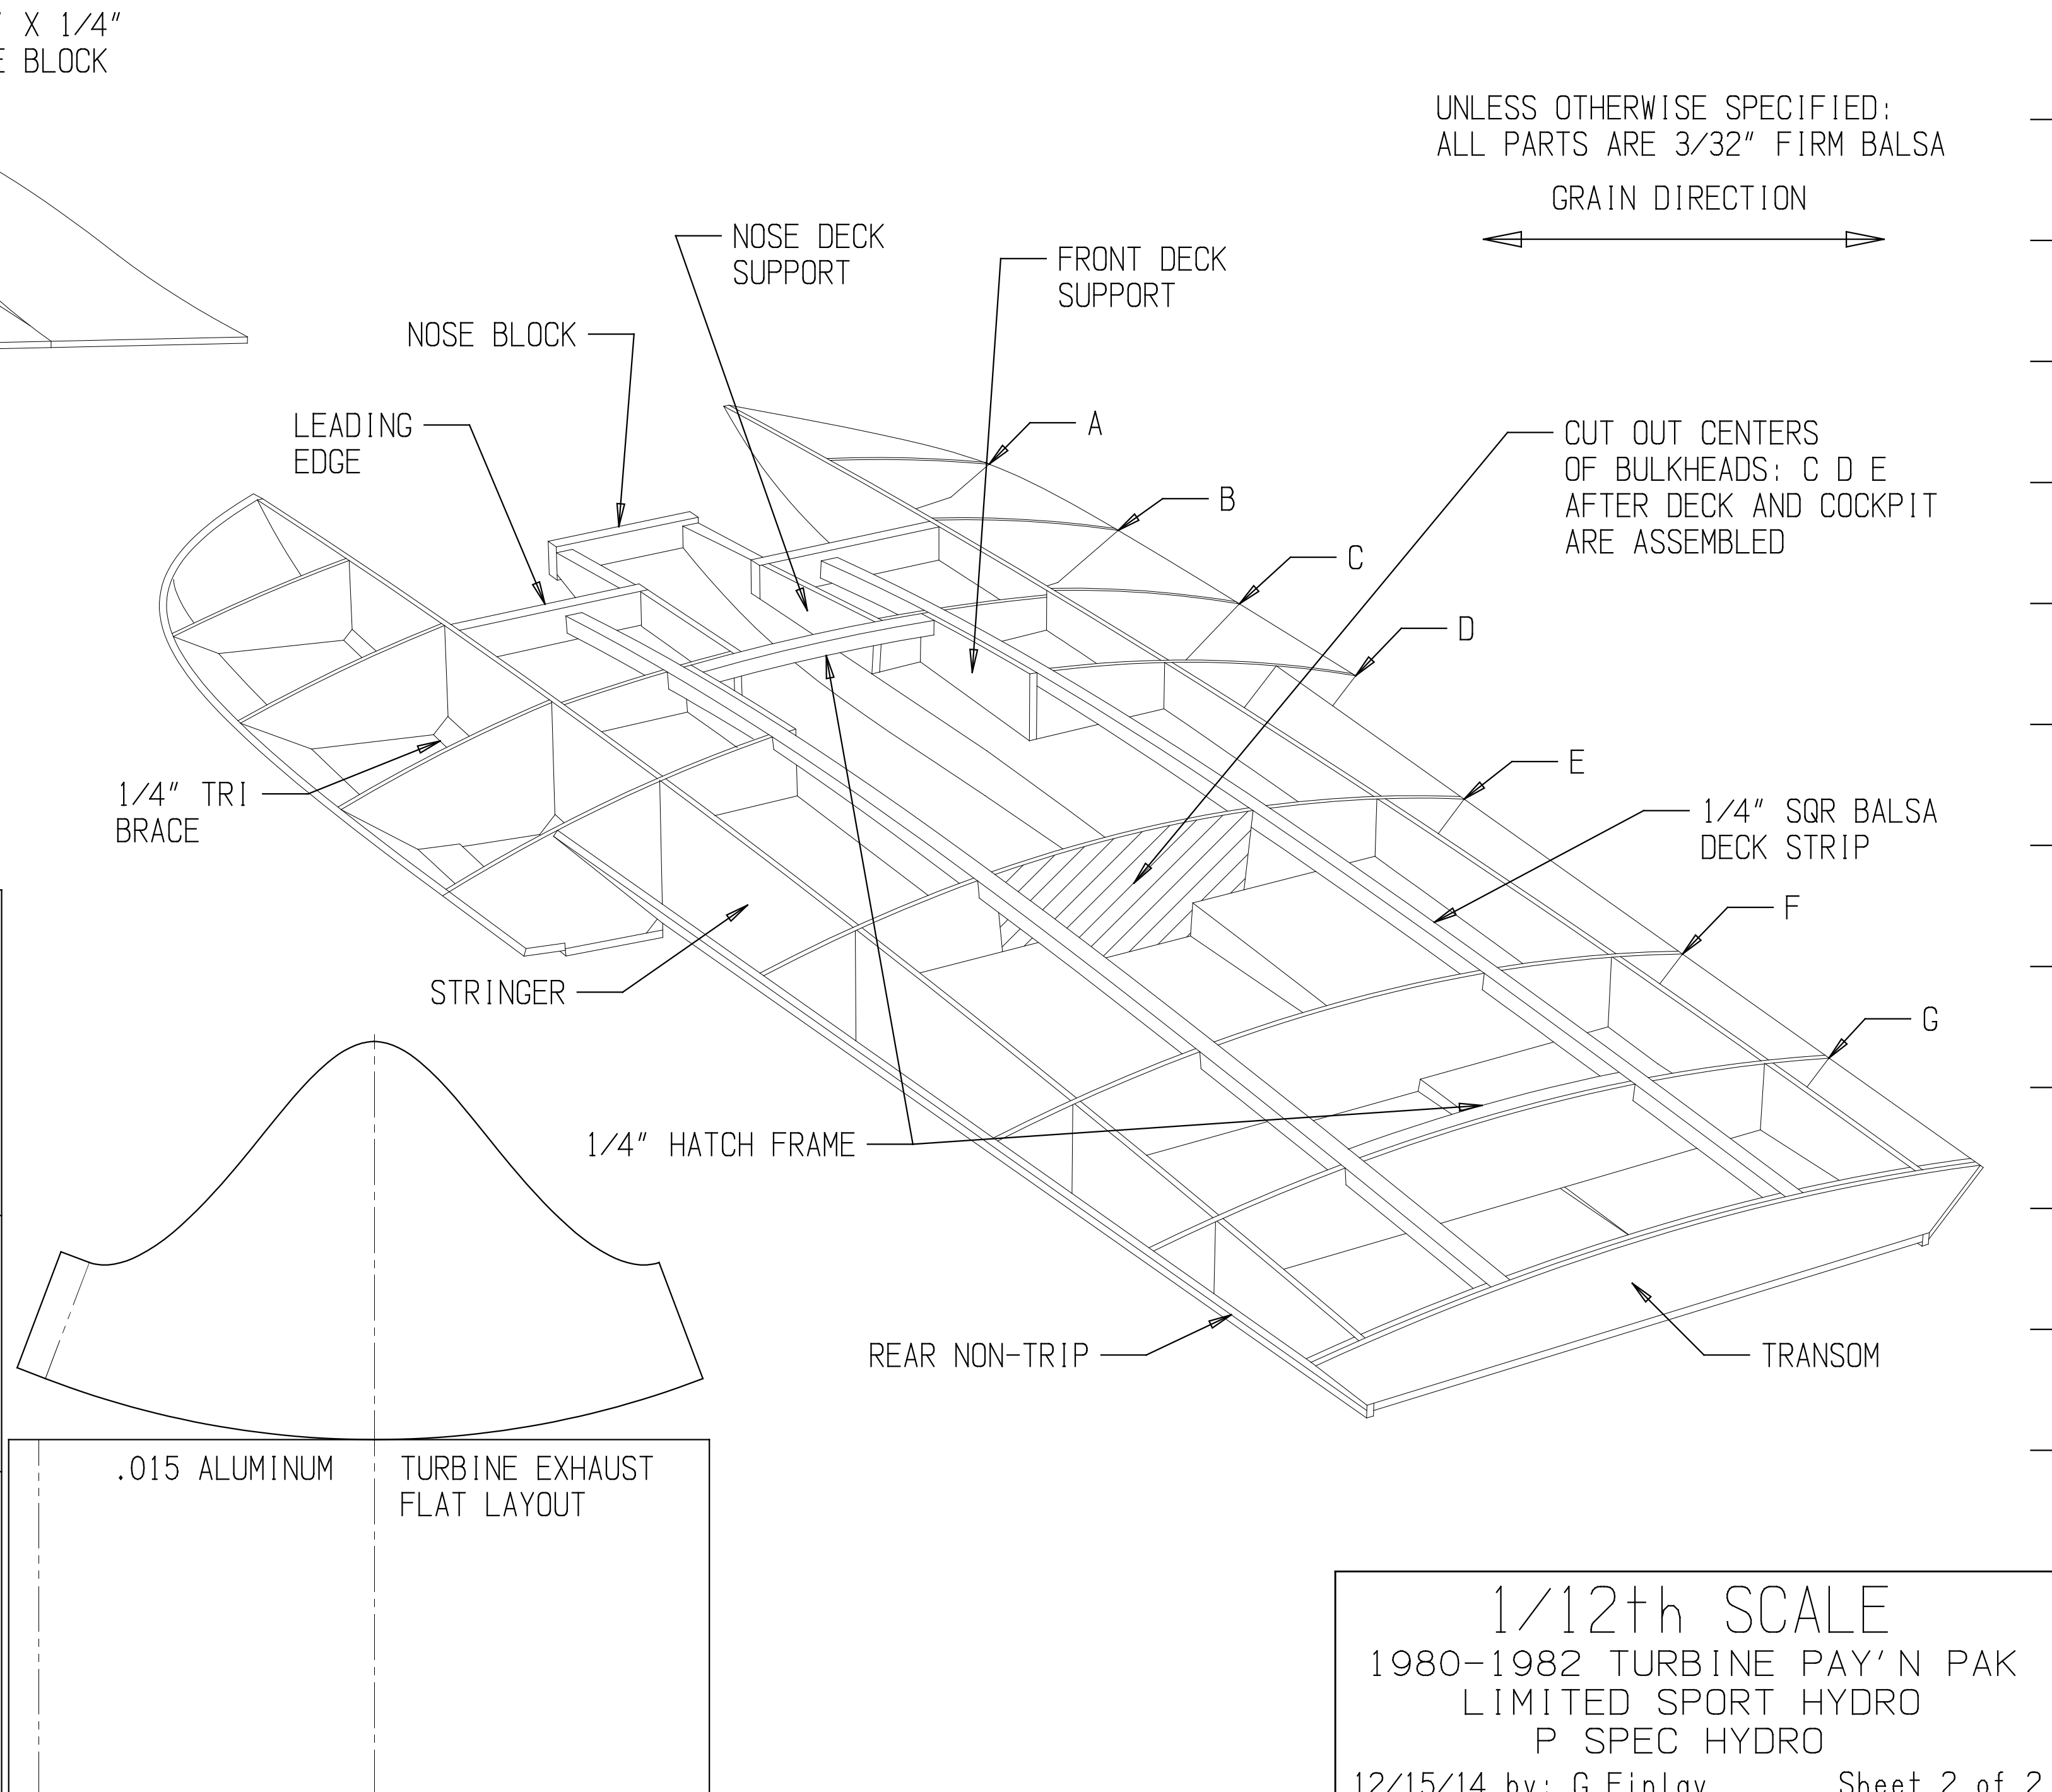 X 1/4"
BLOCK
UNLESS OTHERWISE SPECIFIED:
ALL PARTS ARE 3/32" FIRM BALSA
GRAIN DIRECTION
NOSE DECK
SUPPORT
FRONT DECK
SUPPORT
NOSE BLOCK
LEADING
EDGE
A
B
C
D
E
F
G
CUT OUT CENTERS
OF BULKHEADS: C D E
AFTER DECK AND COCKPIT
ARE ASSEMBLED
1/4" TRI
BRACE
1/4" SQR BALSA
DECK STRIP
STRINGER
1/4" HATCH FRAME
REAR NON-TRIP
TRANSOM
.015 ALUMINUM
TURBINE EXHAUST
FLAT LAYOUT
1/12th SCALE
1980-1982 TURBINE PAY'N PAK
LIMITED SPORT HYDRO
P SPEC HYDRO
12/15/14 by: G Finlay
Sheet 2 of 2